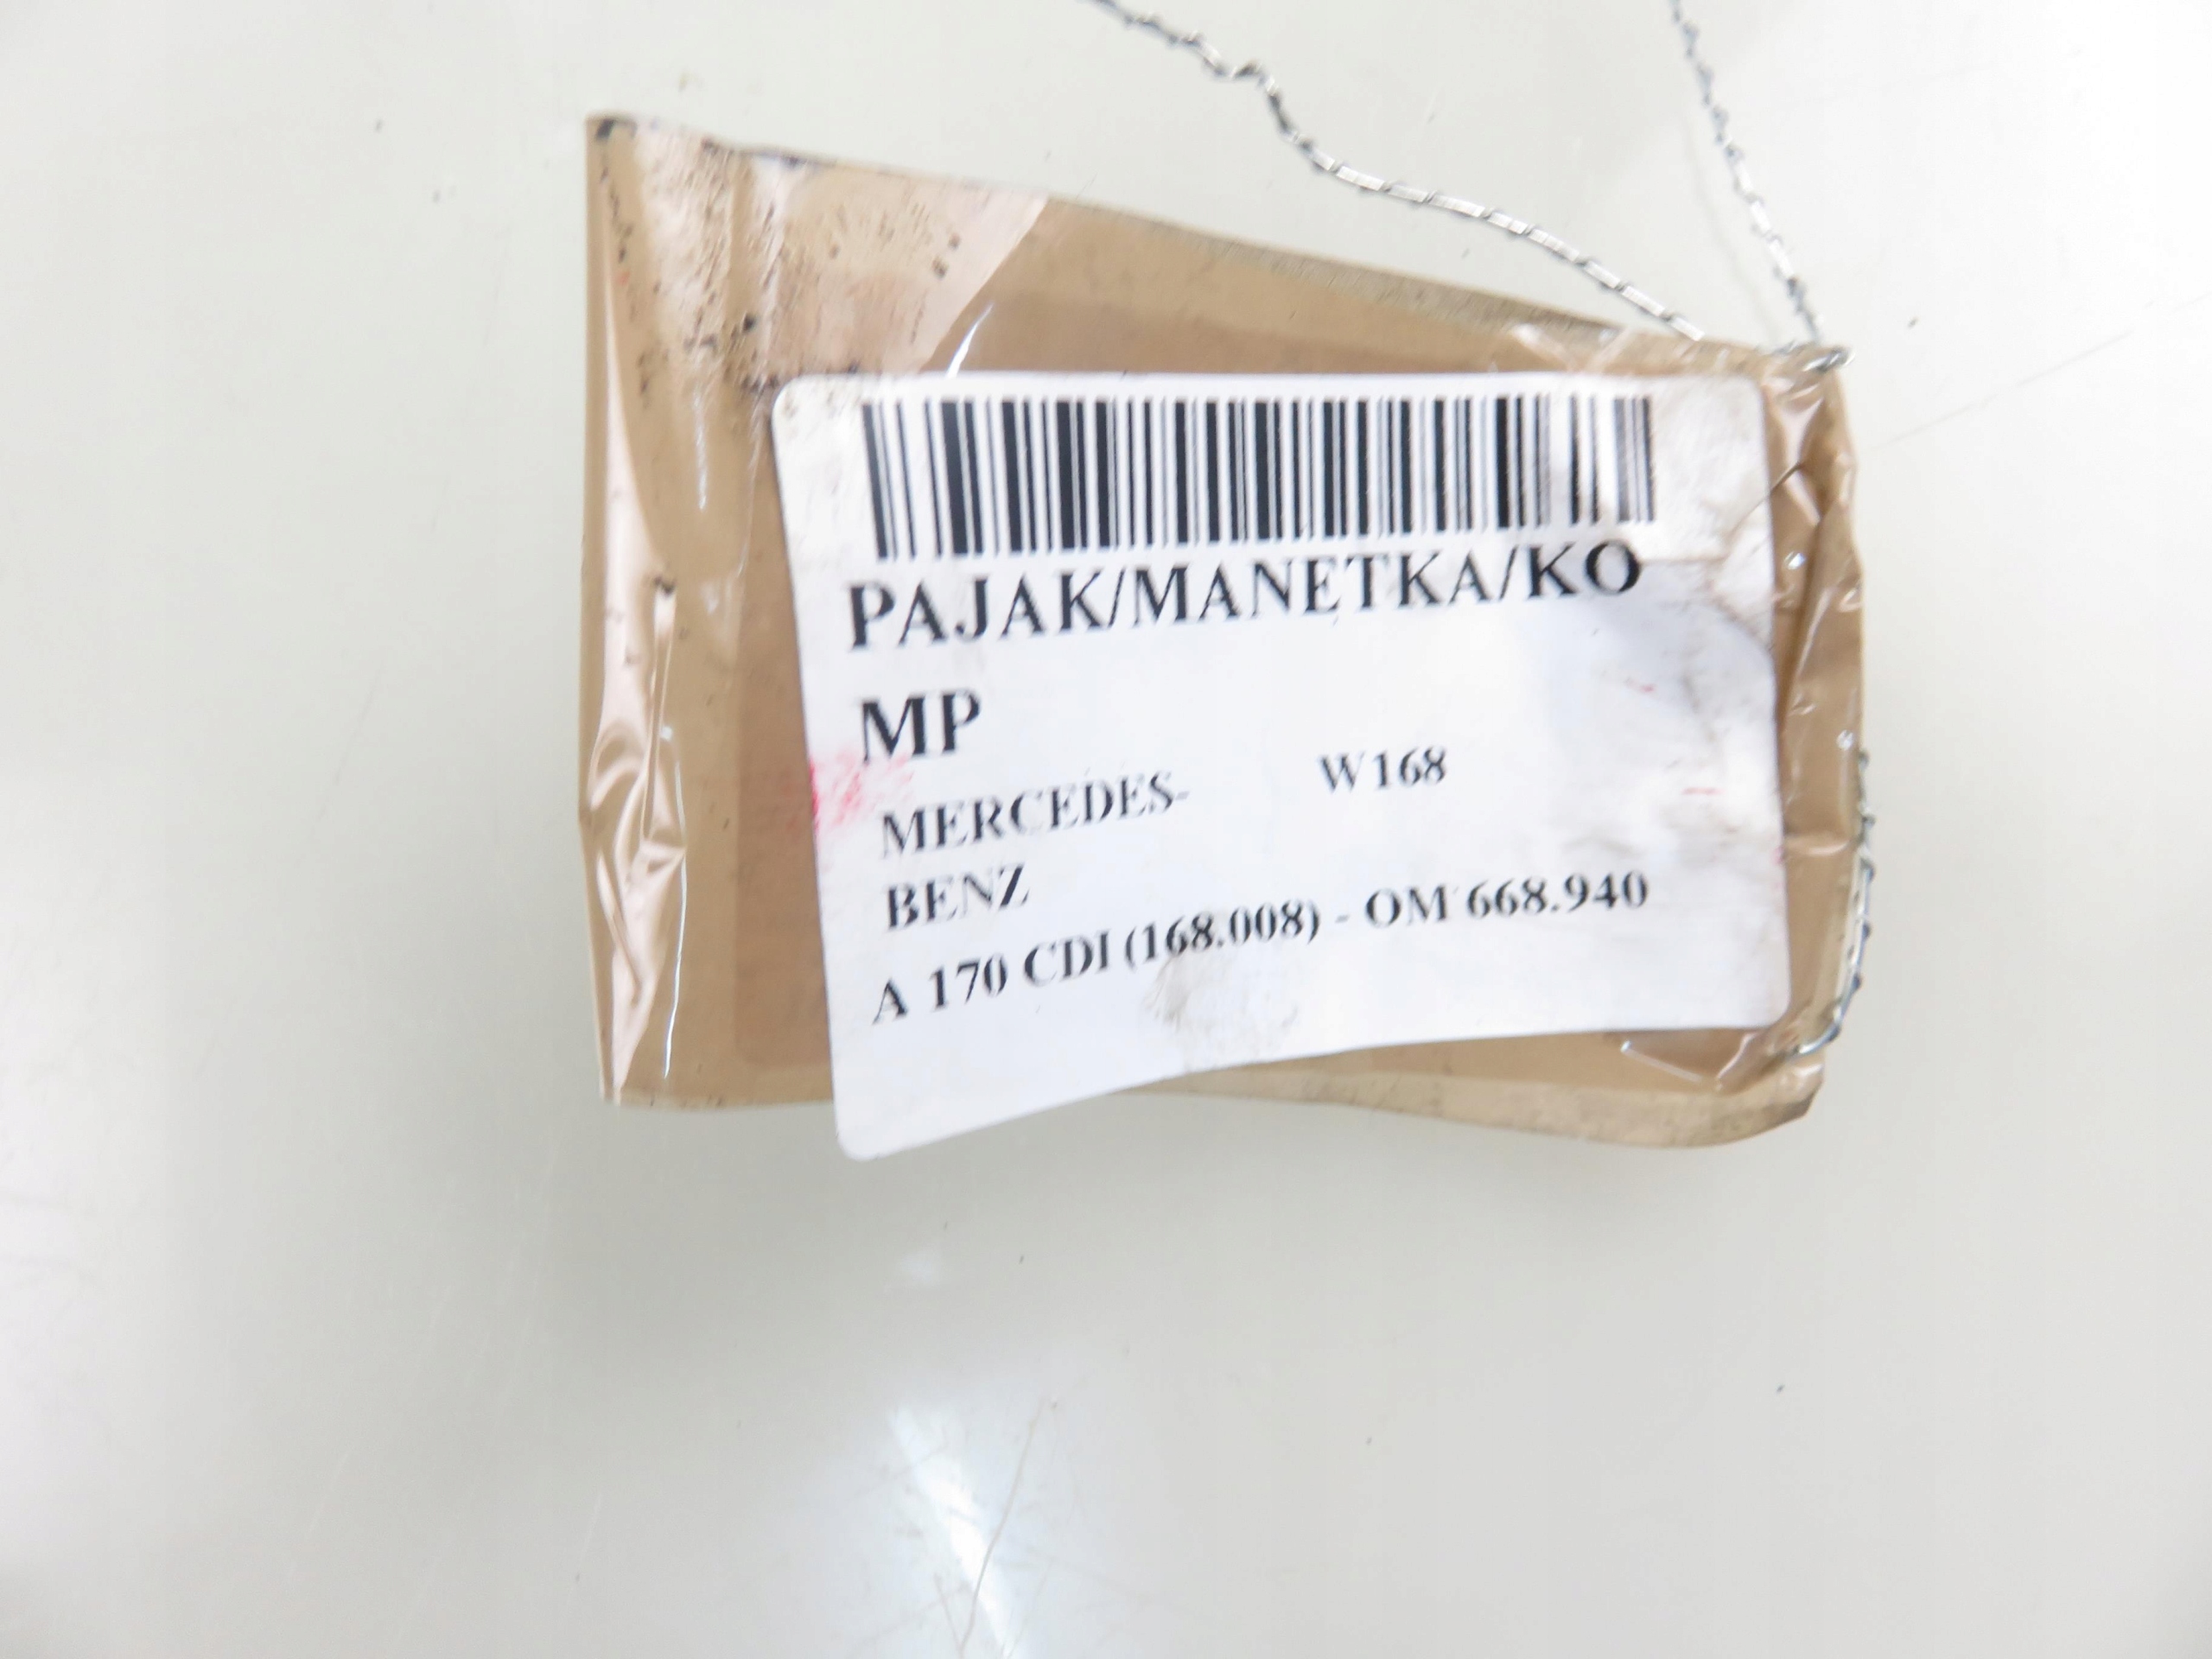 PAJAK/MANETKA/KO
MP
MERCEDES- W168
BENZ
A 170 CDI (168.008) - OM 668.940